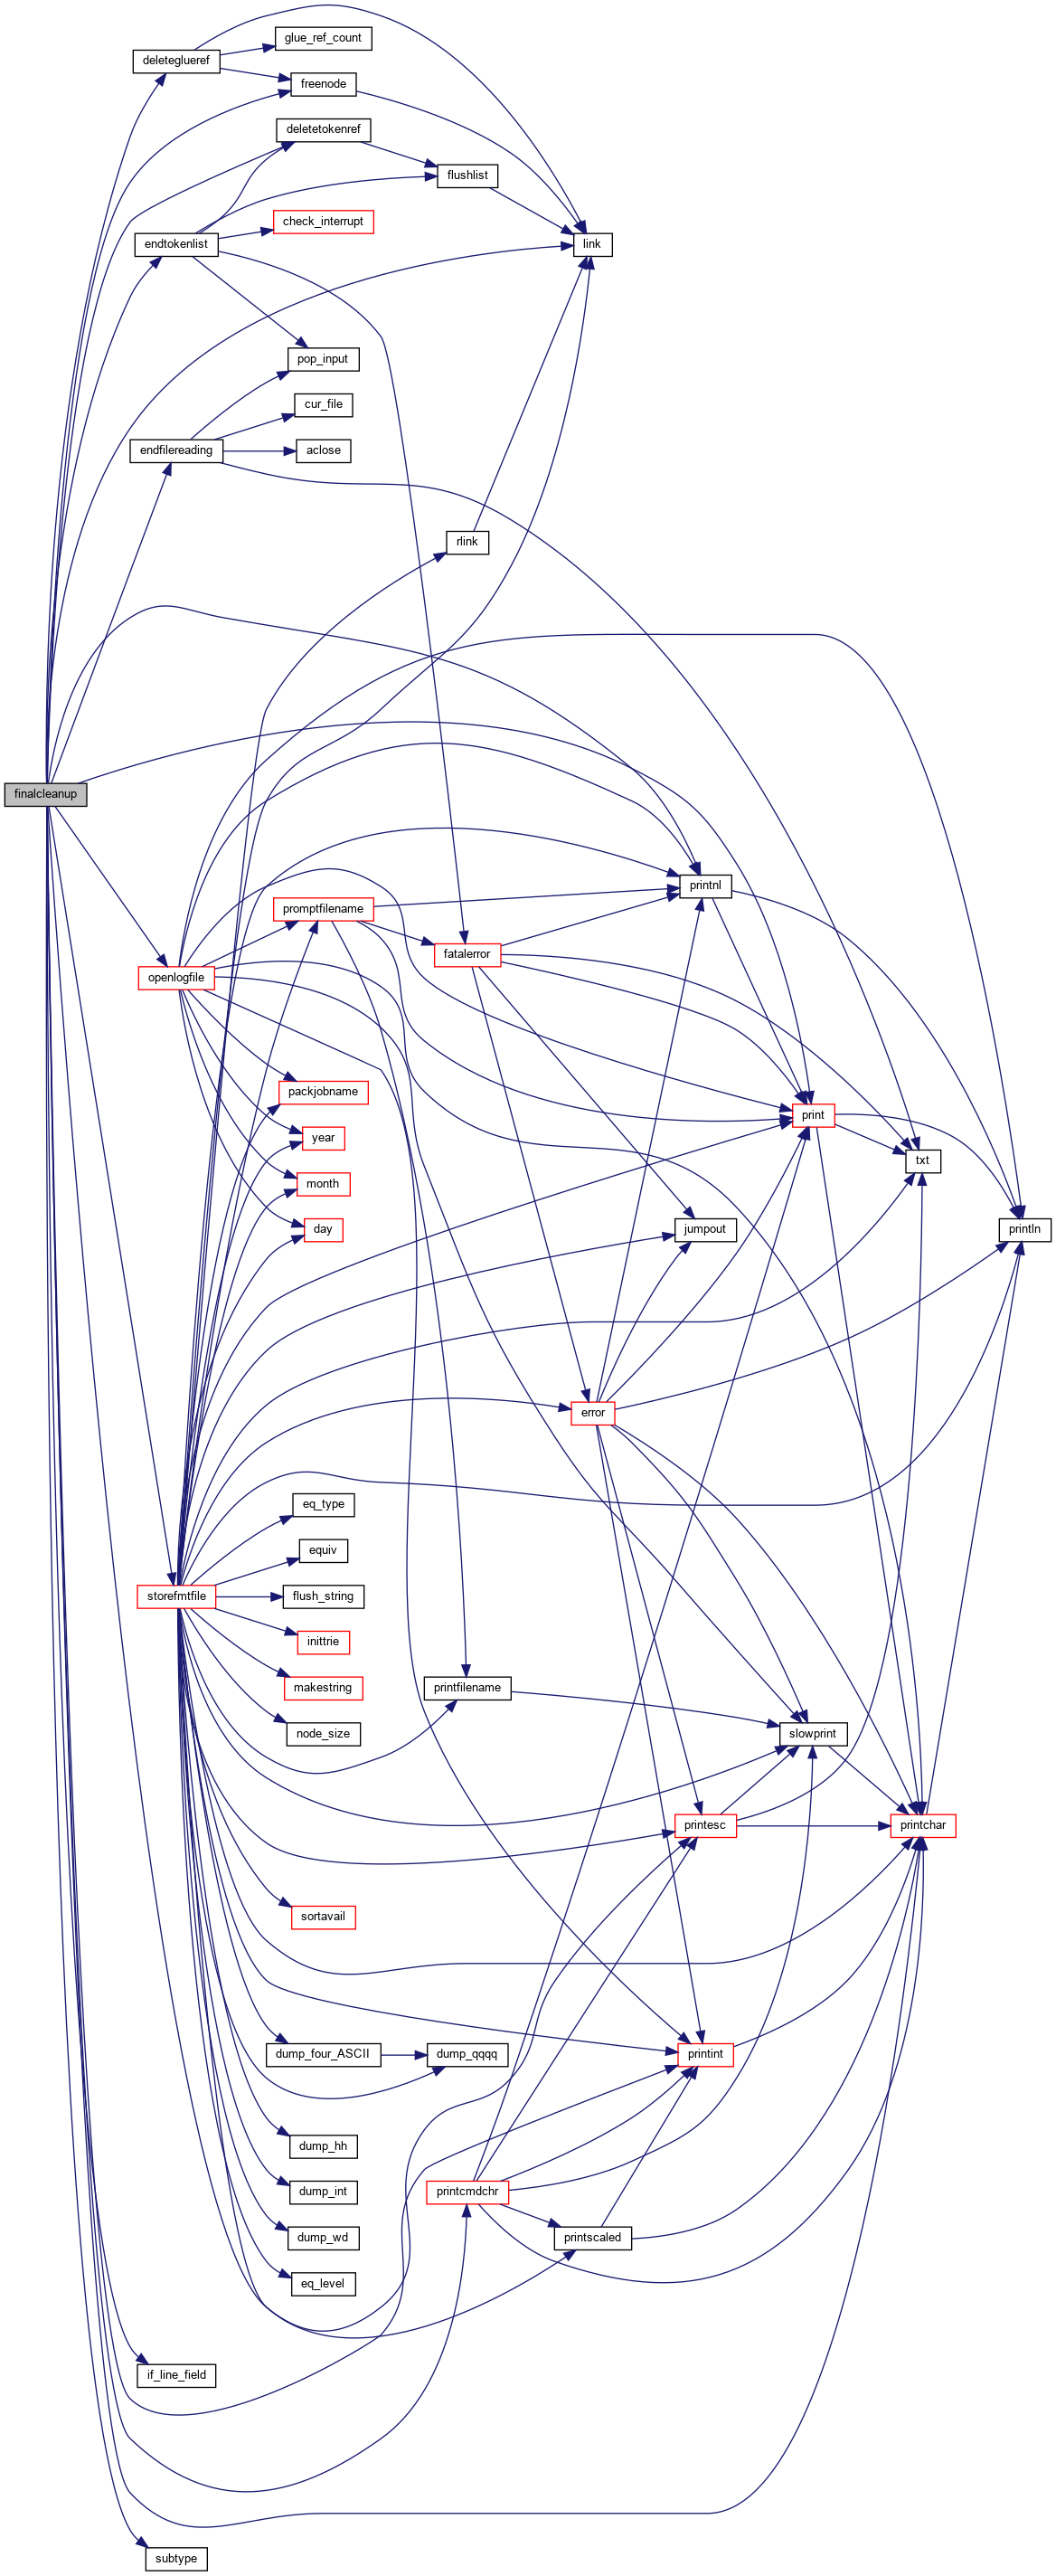 glue_ref_count
deleteglueref
freenode
deletetokenref
flushlist
check_interrupt
endtokenlist
link
pop_input
cur_file
endfilereading
aclose
rlink
finalcleanup
printnl
promptfilename
fatalerror
openlogfile
packjobname
print
year
txt
month
day
jumpout
println
error
eq_type
equiv
storefmtfile
flush_string
inittrie
makestring
printfilename
node_size
slowprint
printesc
printchar
sortavail
dump_four_ASCII
dump_qqqq
printint
dump_hh
dump_int
printcmdchr
dump_wd
printscaled
eq_level
if_line_field
subtype